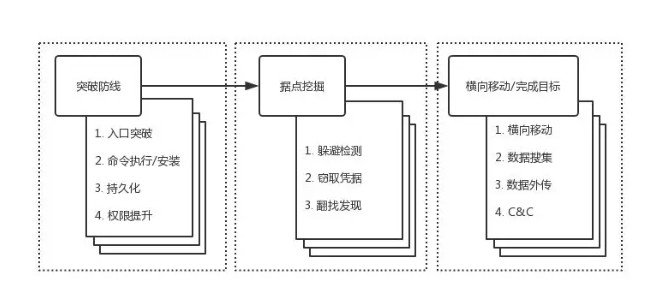 突破防线
据点挖掘
横向移动/完成目标
1. 入口突破
2. 命令执行/安装
3. 持久化
4. 权限提升
1. 躲避检测
2. 窃取凭据
3. 翻找发现
1. 横向移动
2. 数据搜集
3. 数据外传
4. C&C